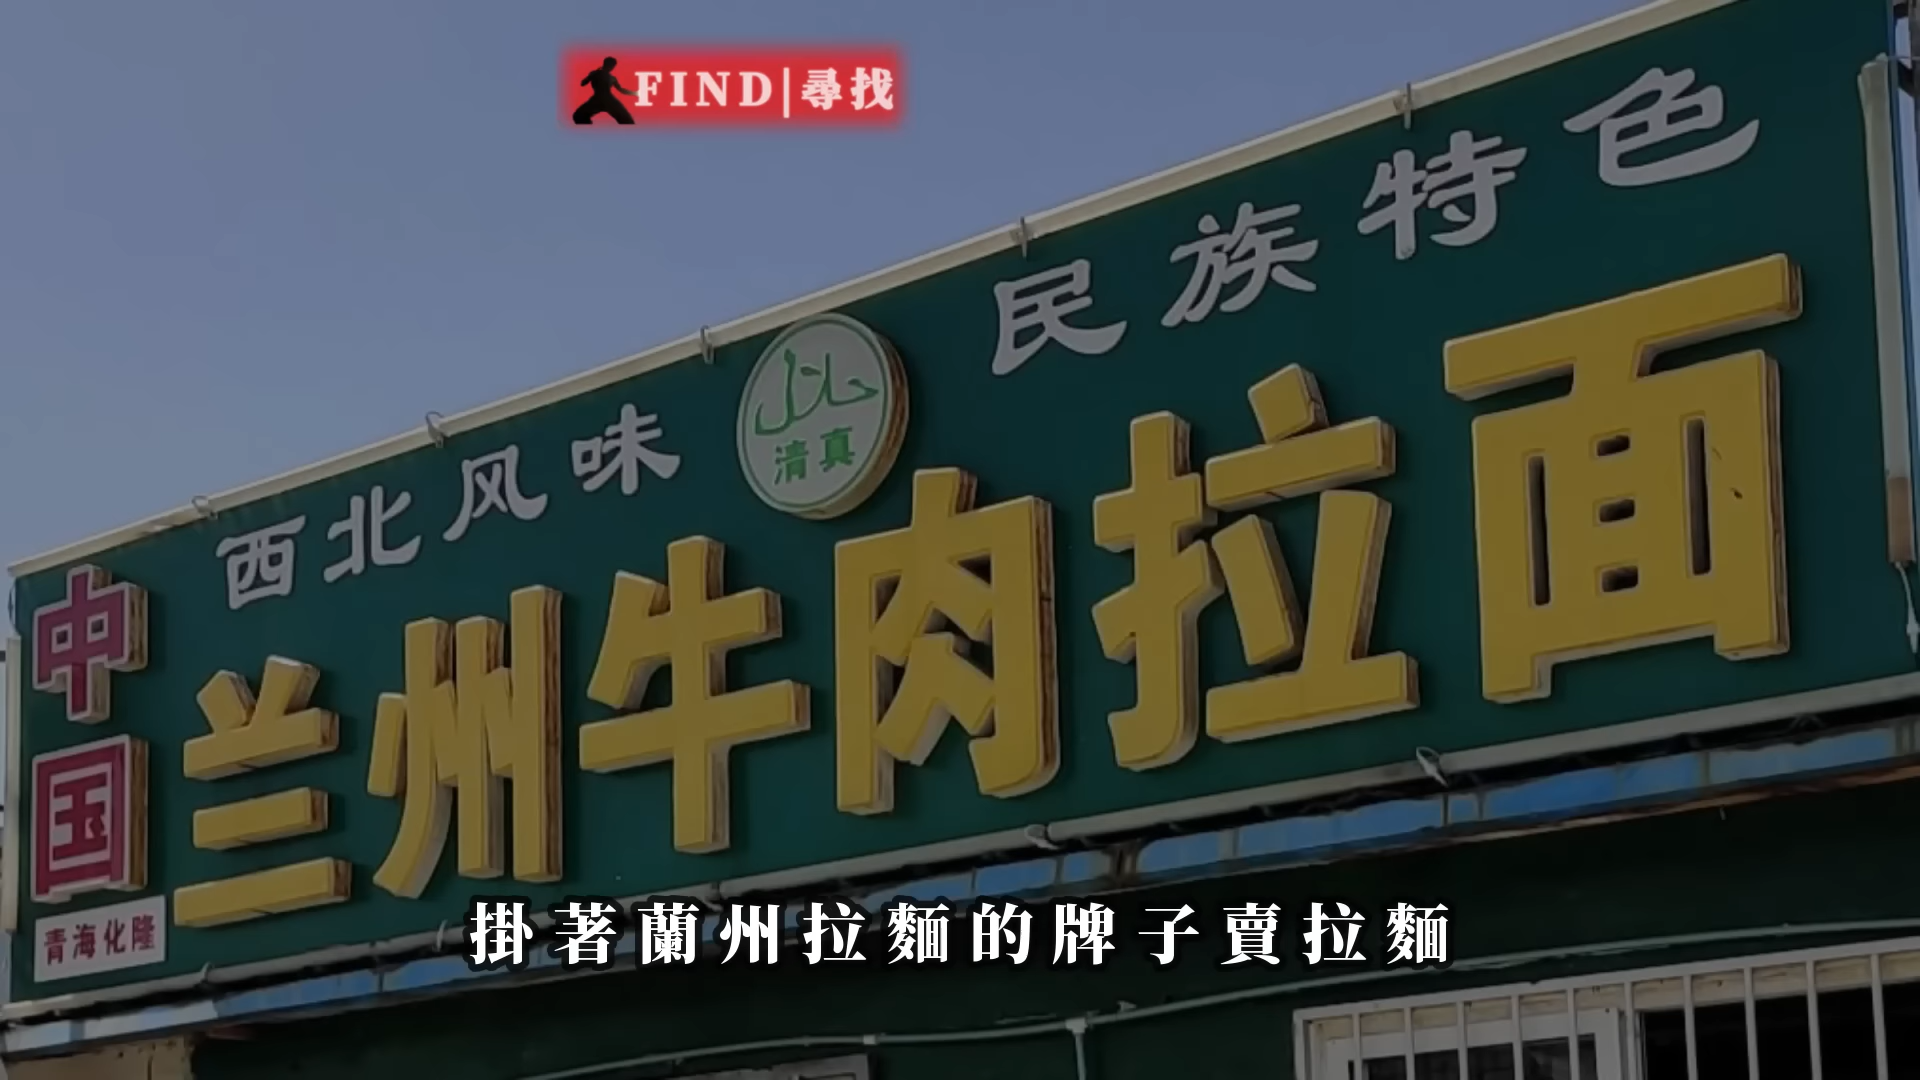 FIND|尋找
西北风味
民族特色
حلال
清真
中国
兰州牛肉拉面
青海化隆
掛著蘭州拉麵的牌子賣拉麵